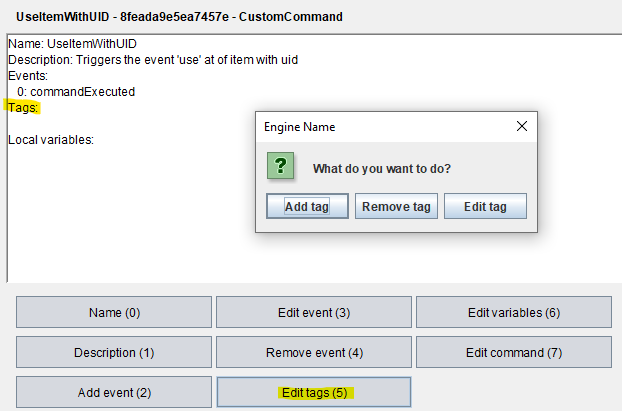 UseItemWithUID - 8feada9e5ea7457e - CustomCommand
Name: UseItemWithUID
Description: Triggers the event 'use' at of item with uid
Events:
0: commandExecuted
Tags:
Local variables:
Engine Name
?
What do you want to do?
Add tag Remove tag Edit tag
Name (0) Edit event (3) Edit variables (6)
Description (1) Remove event (4) Edit command (7)
Add event (2) Edit tags (5)